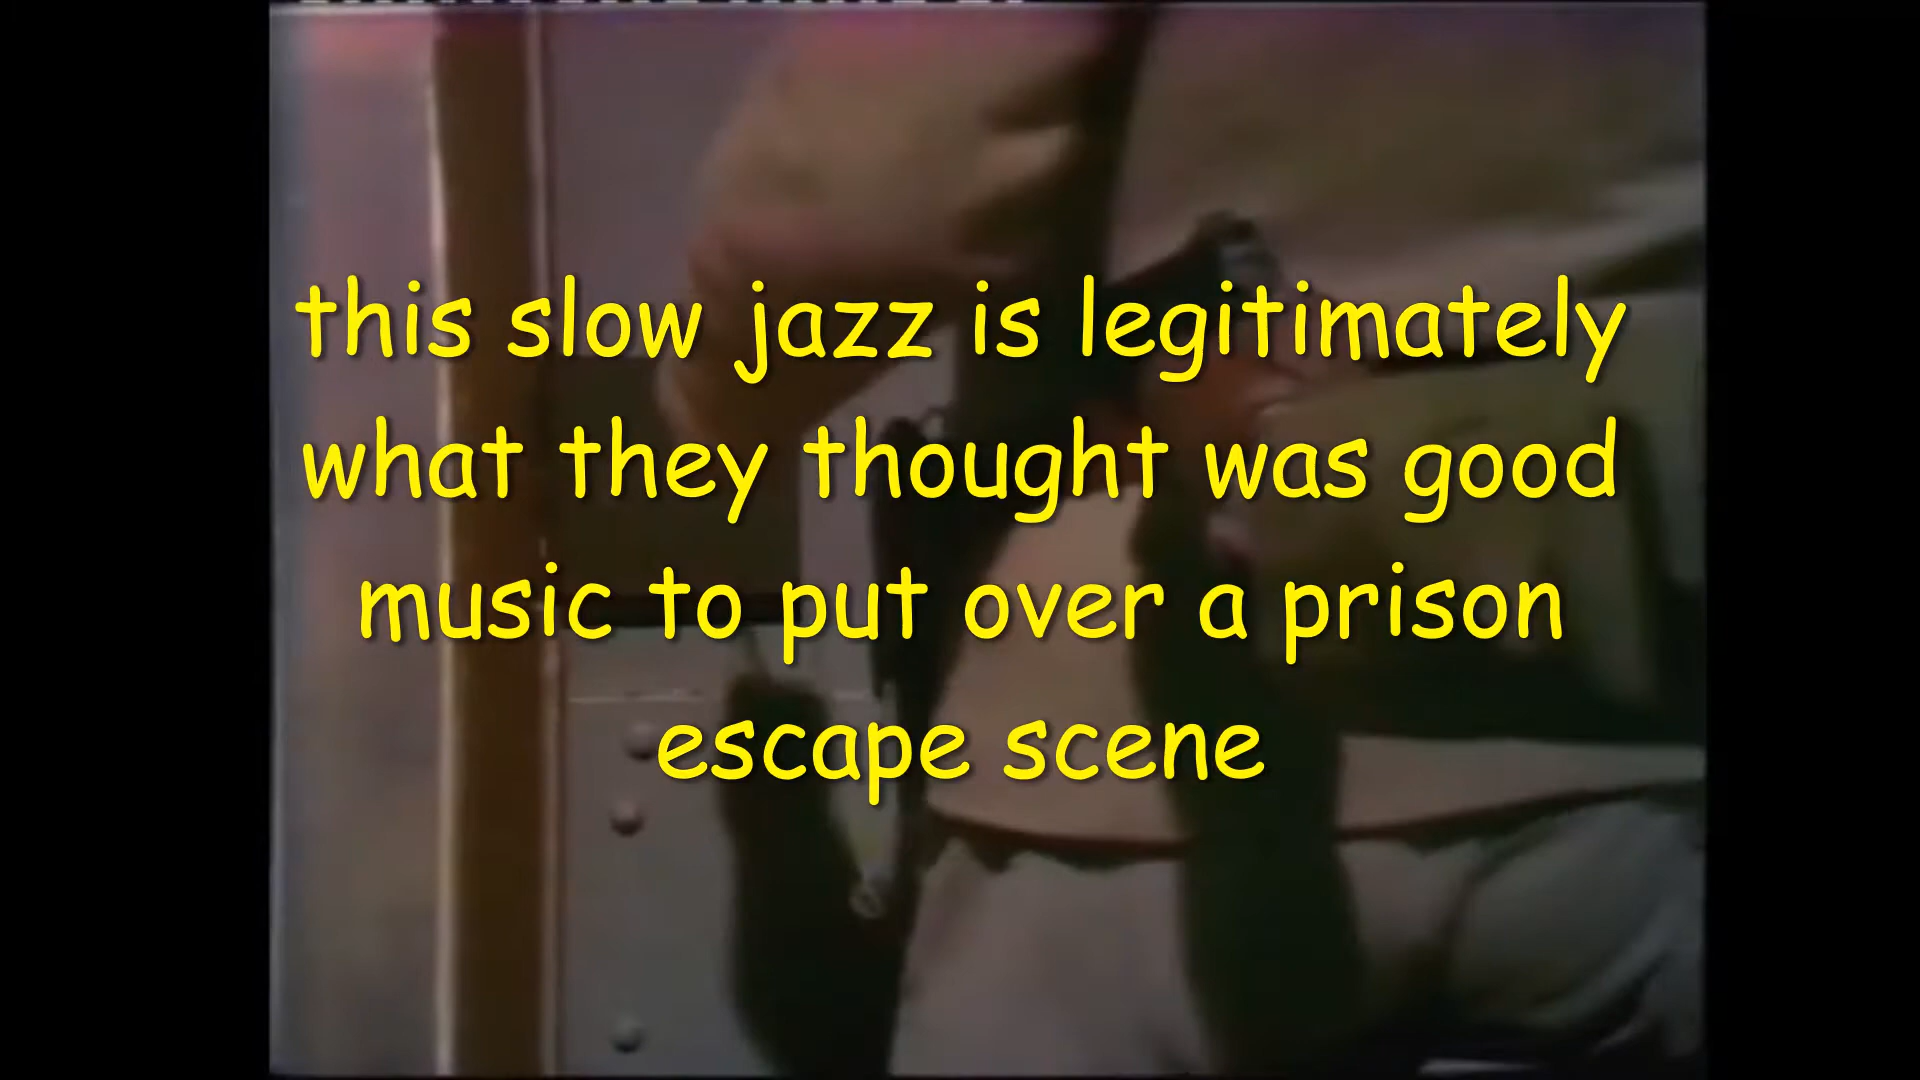 this slow jazz is legitimately
what they thought was good
music to put over a prison
escape scene